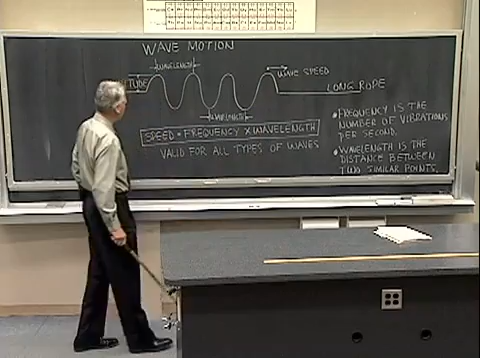 WAVE MOTION
WAVELENGTH
WAVE SPEED
LONG ROPE
WAVELENGTH
SPEED = FREQUENCY X WAVELENGTH
VALID FOR ALL TYPES OF WAVES
• FREQUENCY IS THE
NUMBER OF VIBRATIONS
PER SECOND.
• WAVELENGTH IS THE
DISTANCE BETWEEN
TWO SIMILAR POINTS.